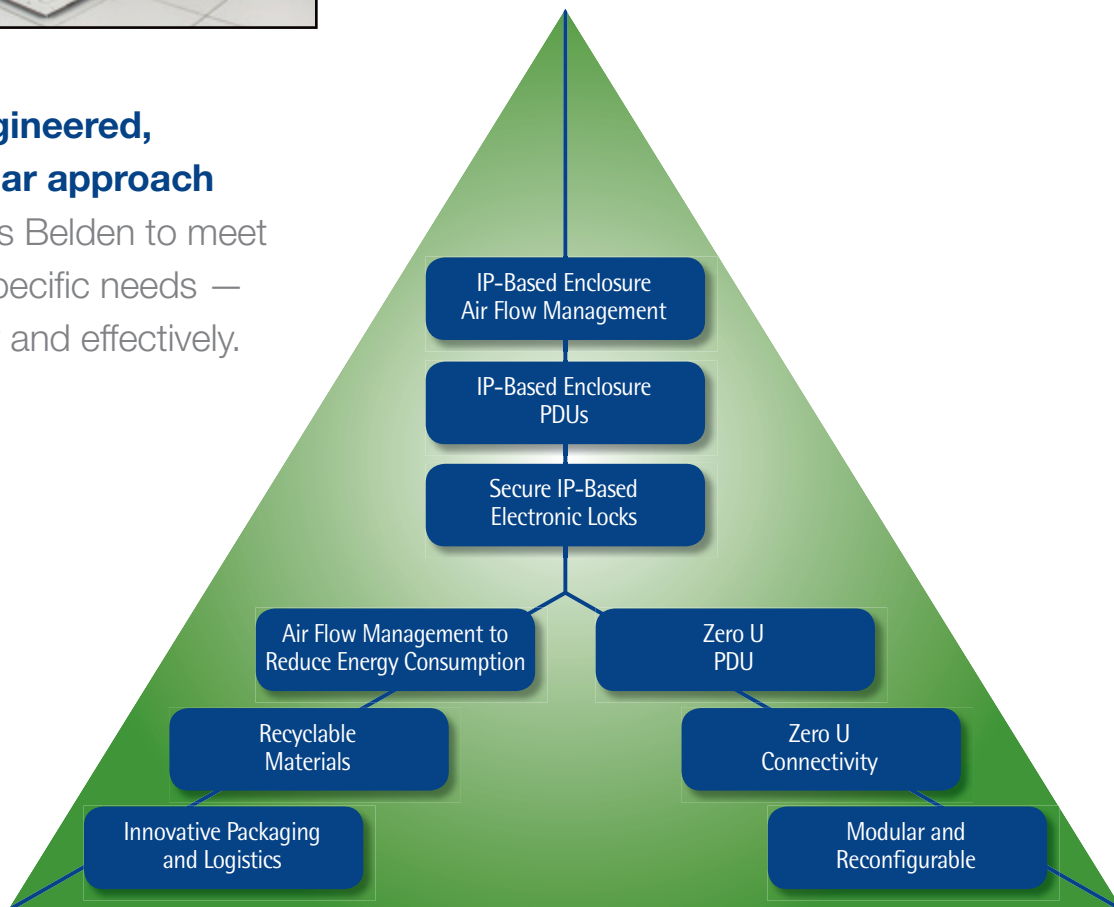 gineered,
ar approach
s Belden to meet
pecific needs —
and effectively.
IP-Based Enclosure
Air Flow Management
IP-Based Enclosure
PDUs
Secure IP-Based
Electronic Locks
Air Flow Management to
Reduce Energy Consumption
Zero U
PDU
Recyclable
Materials
Zero U
Connectivity
Innovative Packaging
and Logistics
Modular and
Reconfigurable